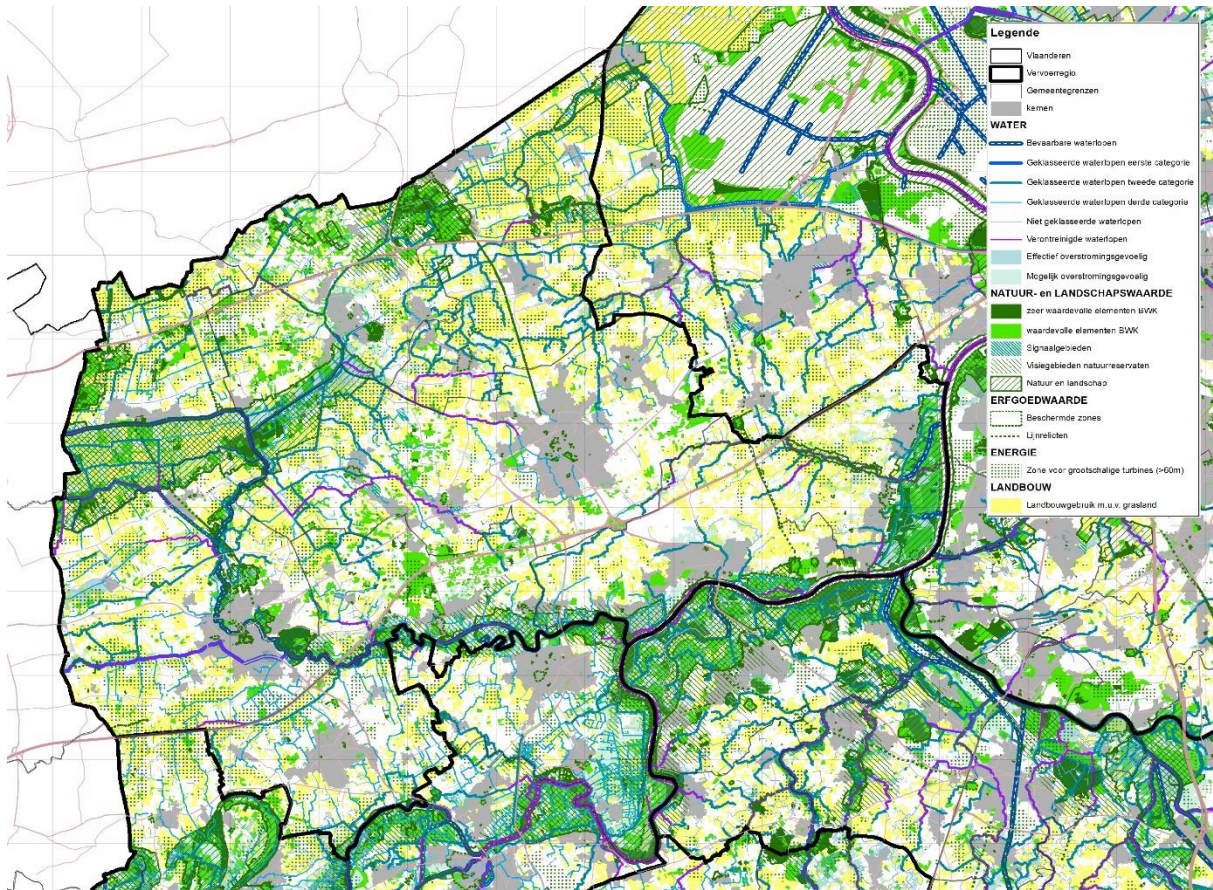 Legende
Vlaanderen
Vervoerregio
Gemeentegrenzen
kernen
WATER
Bevaarbare waterlopen
Geklasseerde waterlopen eerste categorie
Geklasseerde waterlopen tweede categorie
Geklasseerde waterlopen derde categorie
Niet geklasseerde waterlopen
Verontreinigde waterlopen
Effectief overstromingsgevoelig
Mogelijk overstromingsgevoelig
NATUUR- en LANDSCHAPSWAARDE
zeer waardevolle elementen BWK
waardevolle elementen BWK
Signaalgebieden
Visiegebieden natuurreservaten
Natuur en landschap
ERFGOEDWAARDE
Beschermde zones
Lijnrelicten
ENERGIE
Zone voor grootschalige turbines (>60m)
LANDBOUW
Landbouwgebruik m.u.v. grasland